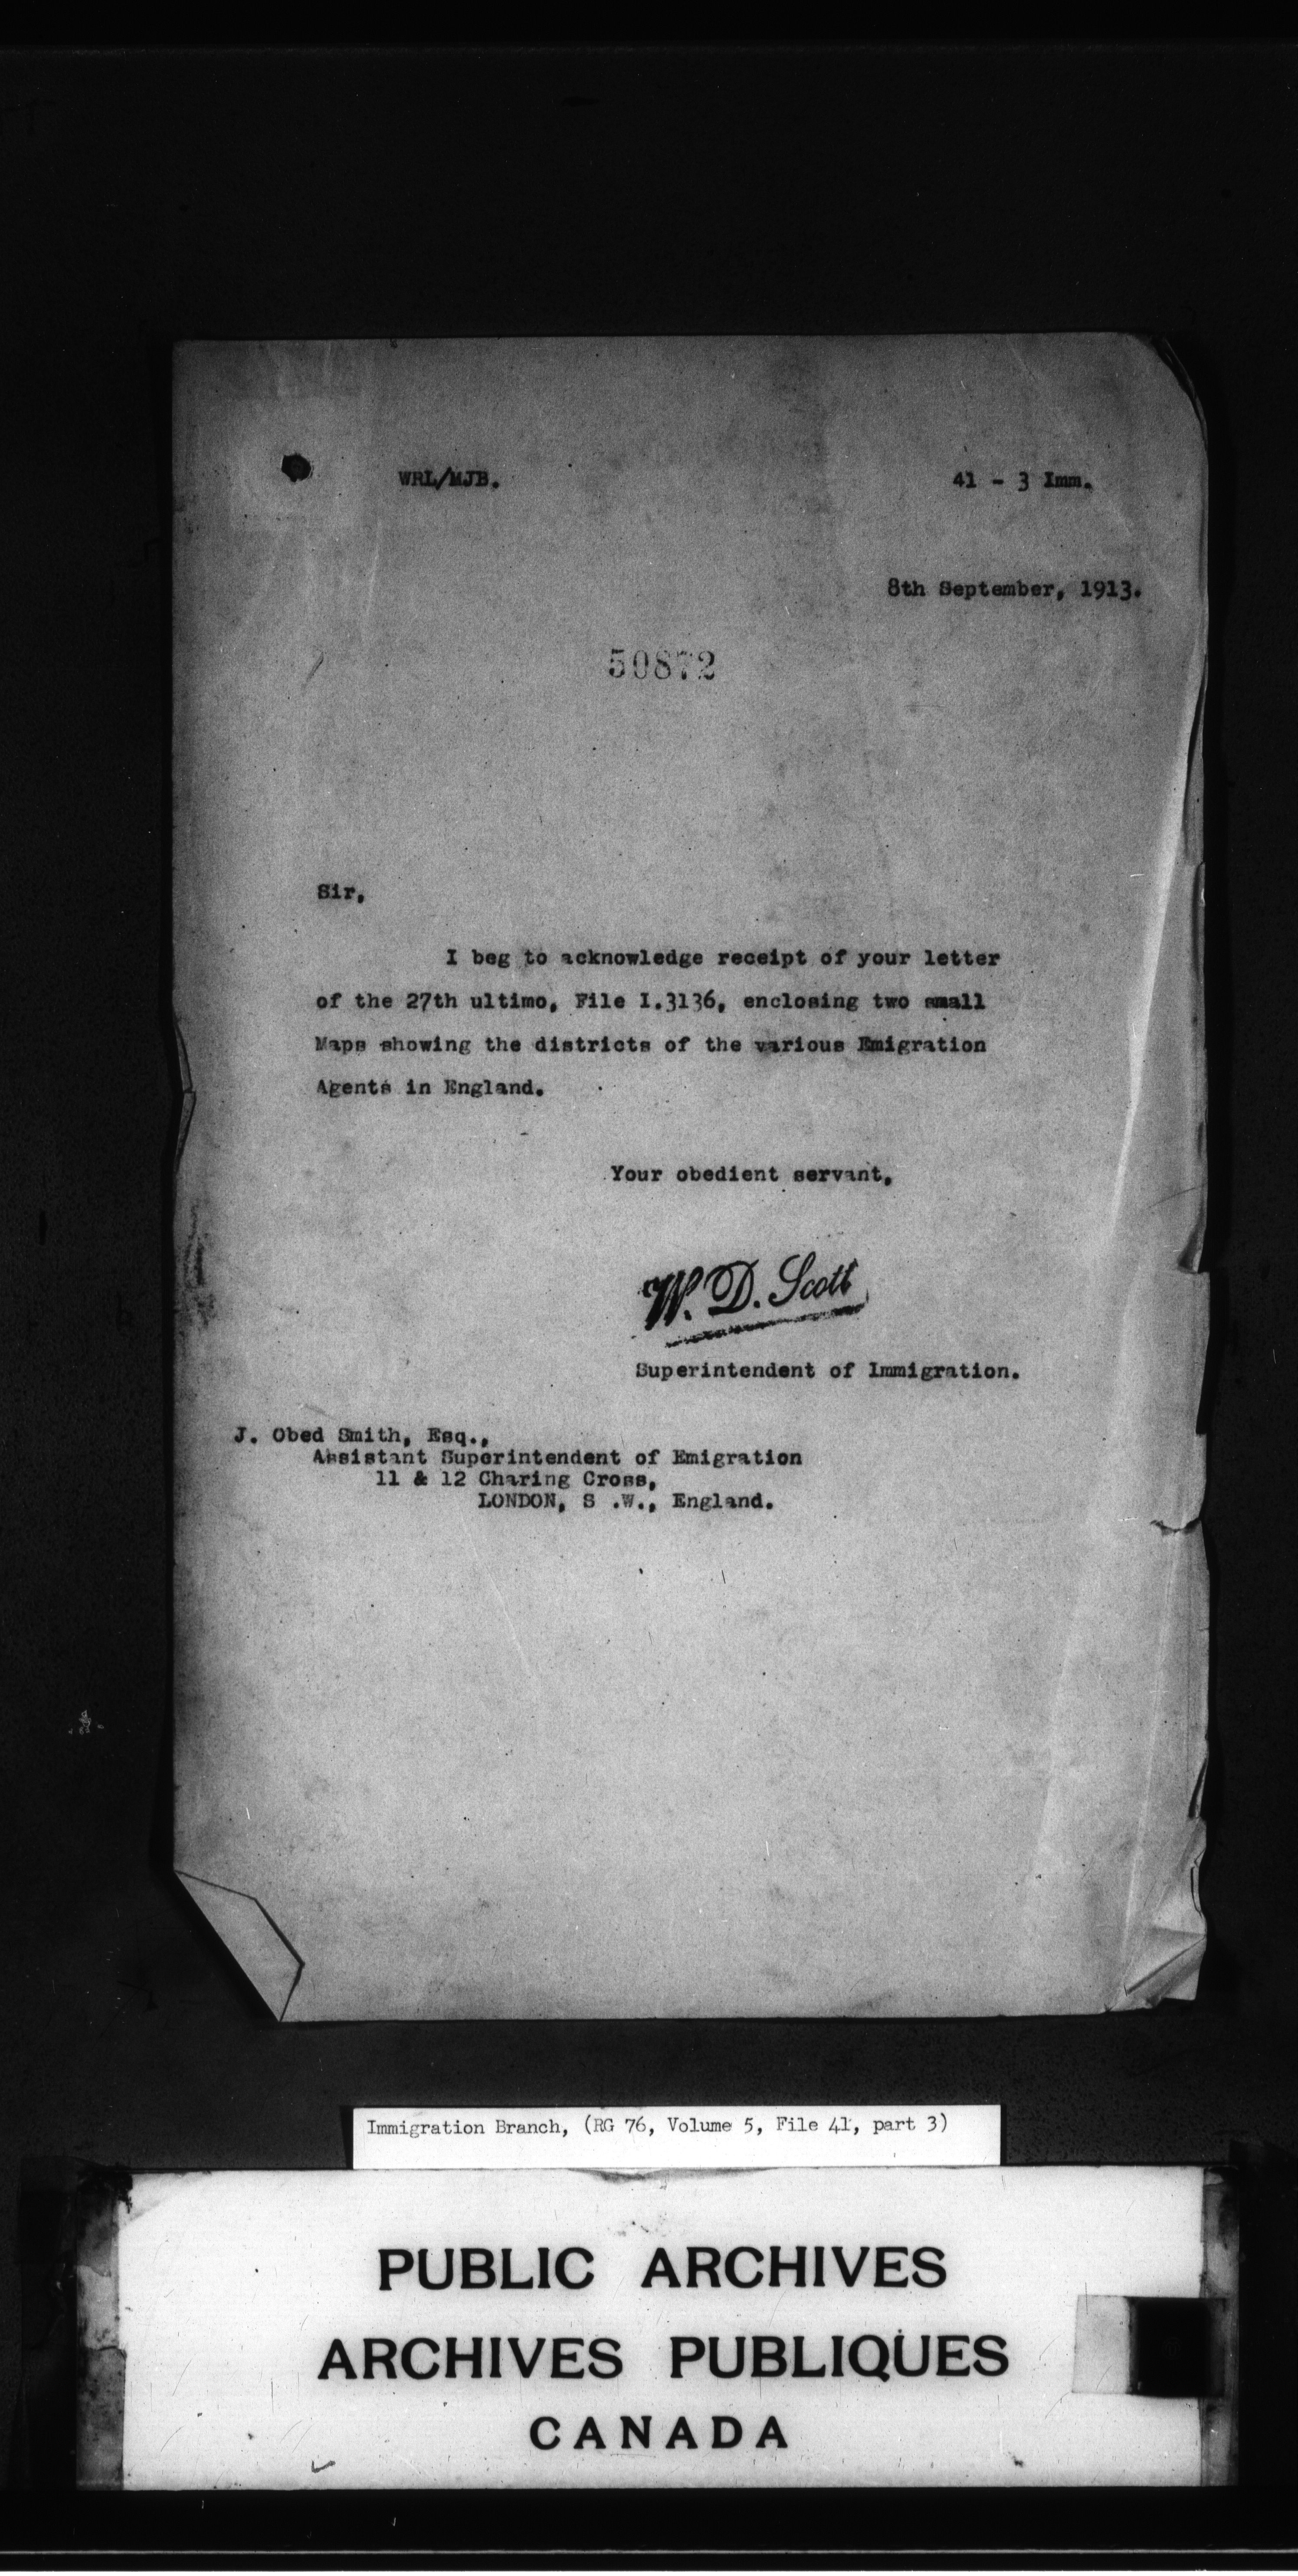 WRL/MJB. 41 - 3 Imm.
8th September, 1913.
50872
Sir,
I beg to acknowledge receipt of your letter
of the 27th ultimo, File I.3136, enclosing two small
Maps showing the districts of the various Emigration
Agents in England.
Your obedient servant,
W. D. Scott
Superintendent of Immigration.
J. Obed Smith, Esq.,
Assistant Superintendent of Emigration
11 & 12 Charing Cross,
LONDON, S .W., England.
Immigration Branch, (RG 76, Volume 5, File 41, part 3)
PUBLIC ARCHIVES
ARCHIVES PUBLIQUES
CANADA